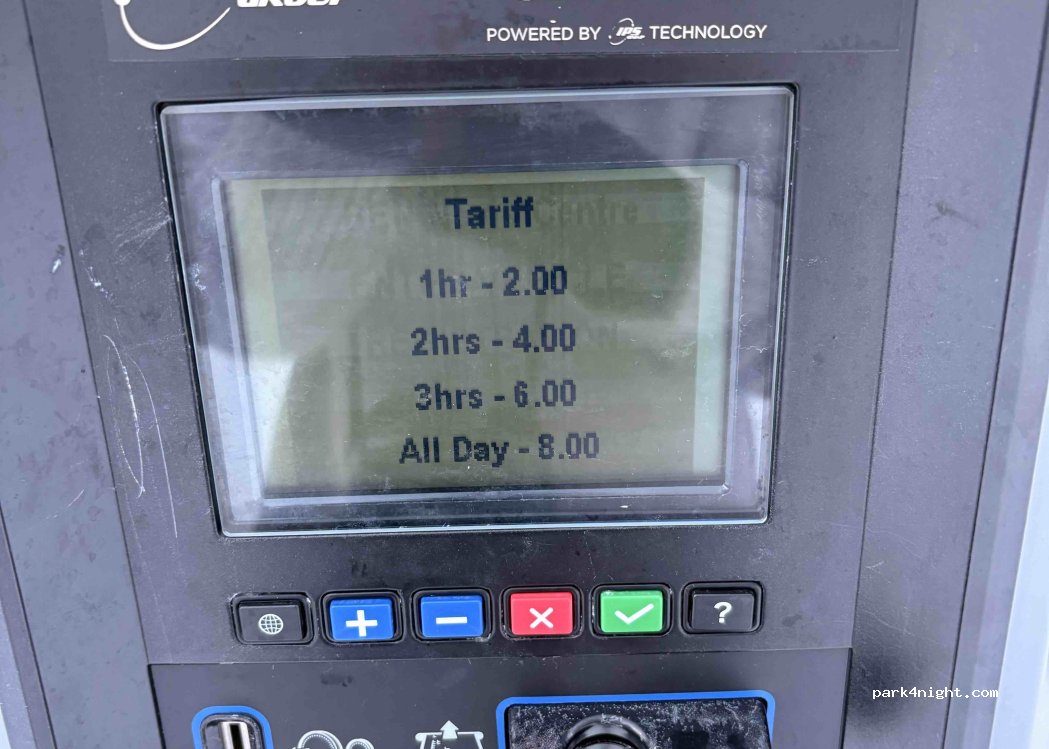 POWERED BY IPS TECHNOLOGY
Tariff
1hr - 2.00
2hrs - 4.00
3hrs - 6.00
All Day - 8.00
?
park4night.com